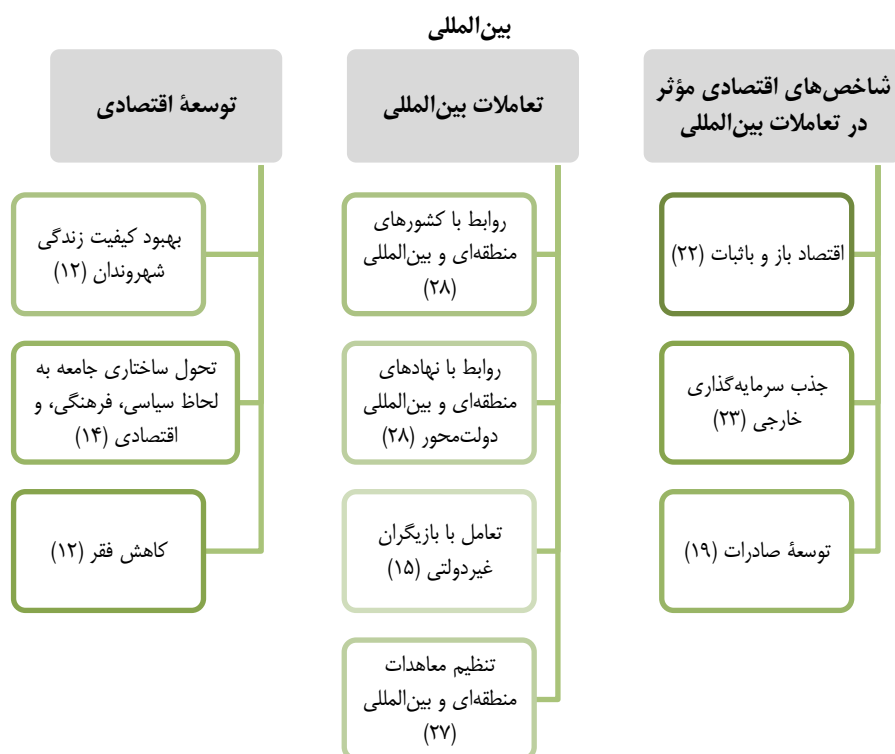 بین‌المللی
شاخص‌های اقتصادی مؤثر
در تعاملات بین‌المللی
اقتصاد باز و باثبات (۲۲)
جذب سرمایه‌گذاری
خارجی (۲۳)
توسعهٔ صادرات (۱۹)
تعاملات بین‌المللی
روابط با کشورهای
منطقه‌ای و بین‌المللی
(۲۸)
روابط با نهادهای
منطقه‌ای و بین‌المللی
دولت‌محور (۲۸)
تعامل با بازیگران
غیردولتی (۱۵)
تنظیم معاهدات
منطقه‌ای و بین‌المللی
(۲۷)
توسعهٔ اقتصادی
بهبود کیفیت زندگی
شهروندان (۱۲)
تحول ساختاری جامعه به
لحاظ سیاسی، فرهنگی، و
اقتصادی (۱۴)
کاهش فقر (۱۲)